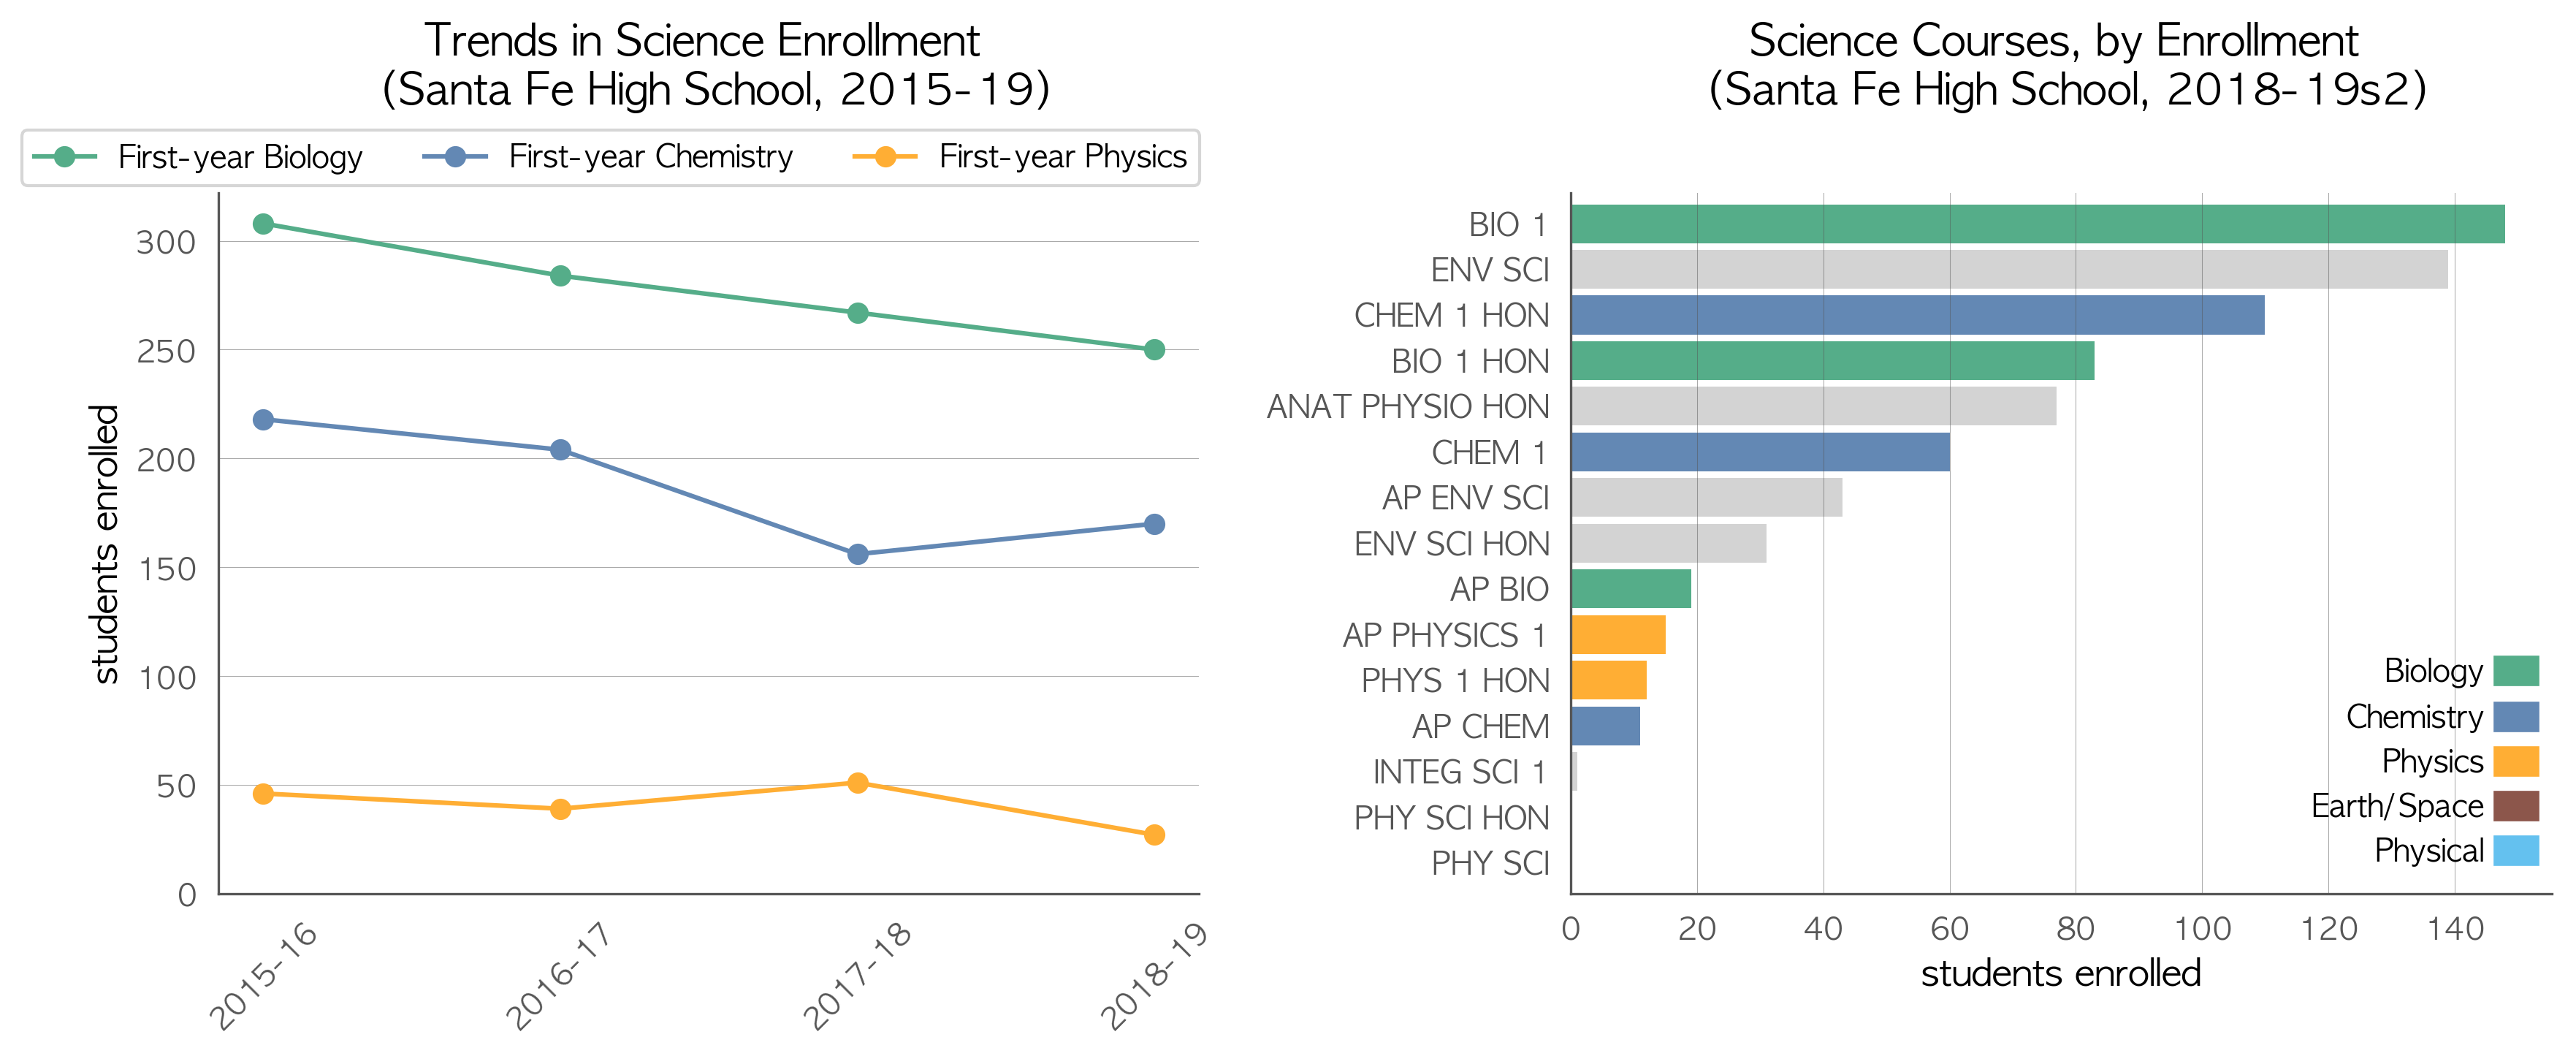 Trends in Science Enrollment
(Santa Fe High School, 2015-19)
First-year Biology
First-year Chemistry
First-year Physics
students enrolled
300
250
200
150
100
50
0
2015-16
2016-17
2017-18
2018-19
Science Courses, by Enrollment
(Santa Fe High School, 2018-19s2)
BIO 1
ENV SCI
CHEM 1 HON
BIO 1 HON
ANAT PHYSIO HON
CHEM 1
AP ENV SCI
ENV SCI HON
AP BIO
AP PHYSICS 1
PHYS 1 HON
AP CHEM
INTEG SCI 1
PHY SCI HON
PHY SCI
Biology
Chemistry
Physics
Earth/Space
Physical
0
20
40
60
80
100
120
140
students enrolled